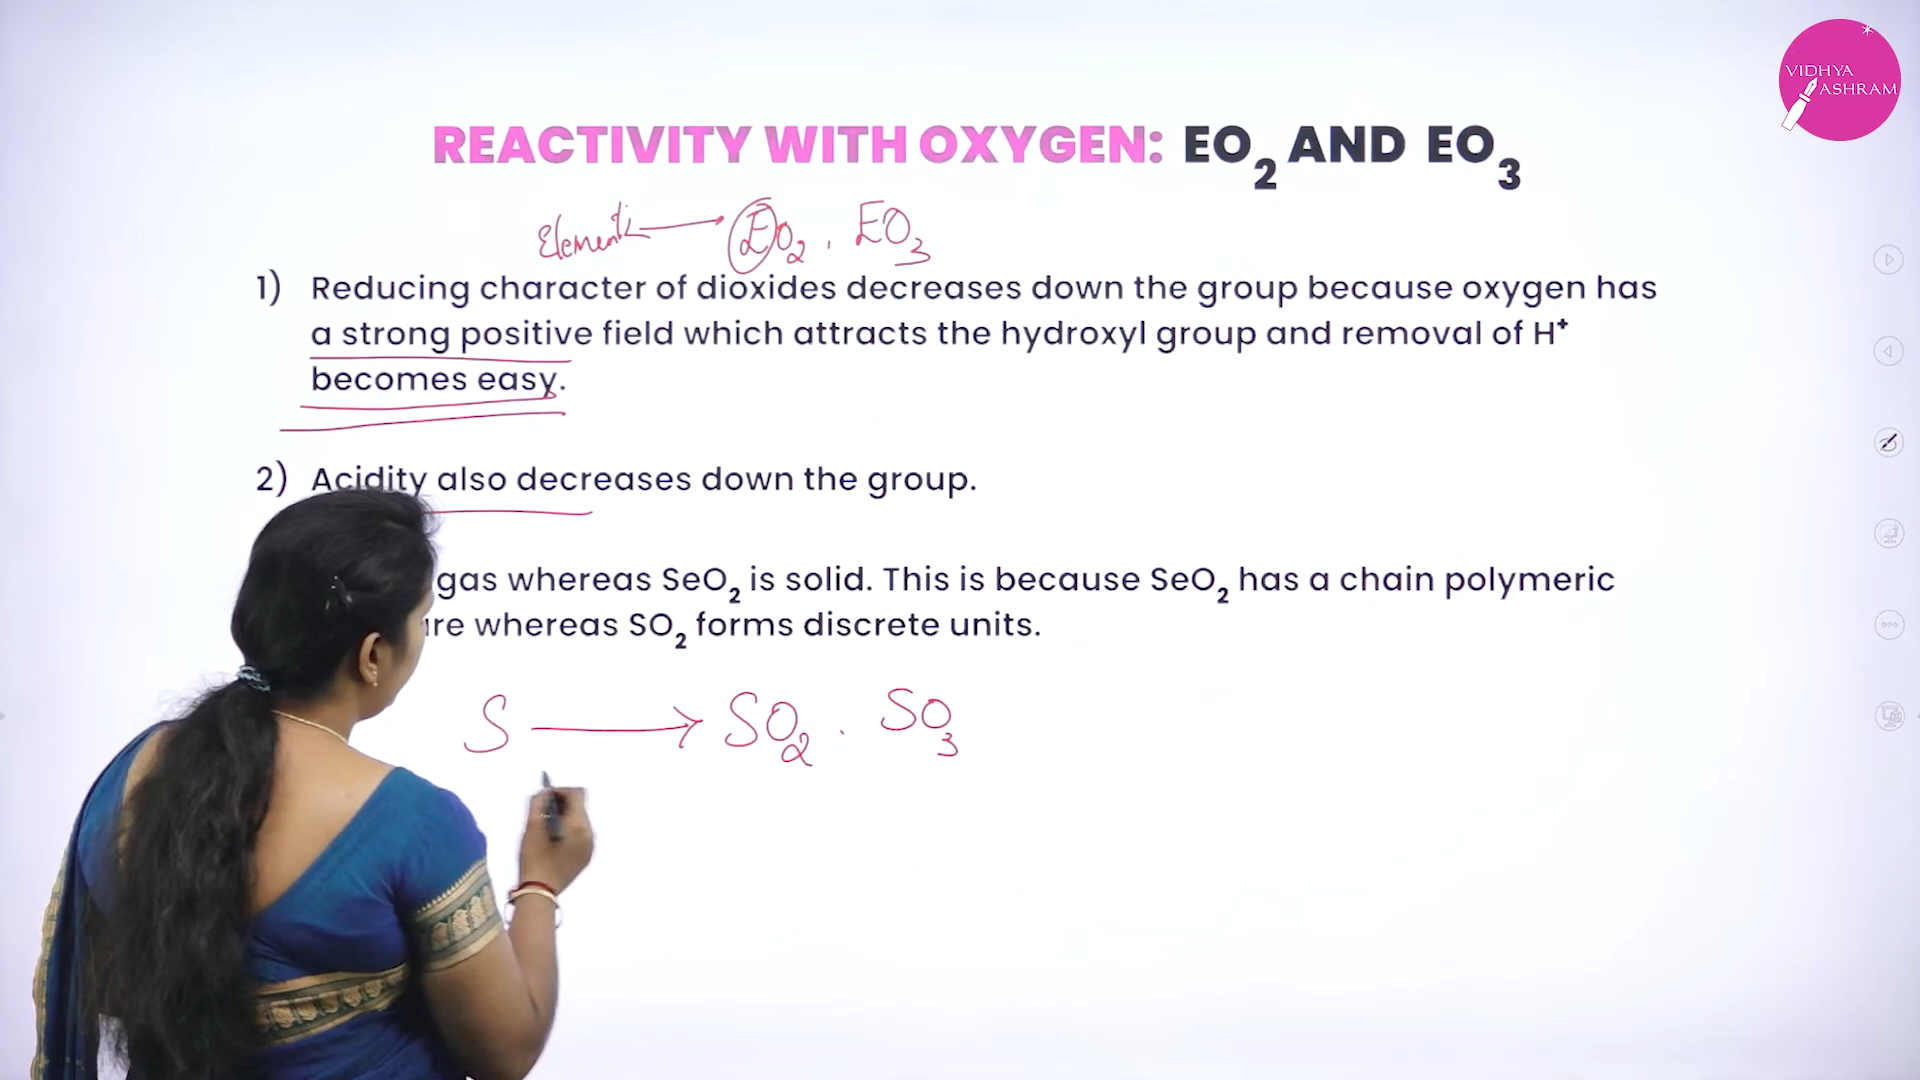 VIDHYA
ASHRAM
REACTIVITY WITH OXYGEN: EO₂ AND EO₃
Element → EO₂ , EO₃
1) Reducing character of dioxides decreases down the group because oxygen has
a strong positive field which attracts the hydroxyl group and removal of H⁺
becomes easy.
2) Acidity also decreases down the group.
gas whereas SeO₂ is solid. This is because SeO₂ has a chain polymeric
whereas SO₂ forms discrete units.
S → SO₂ . SO₃